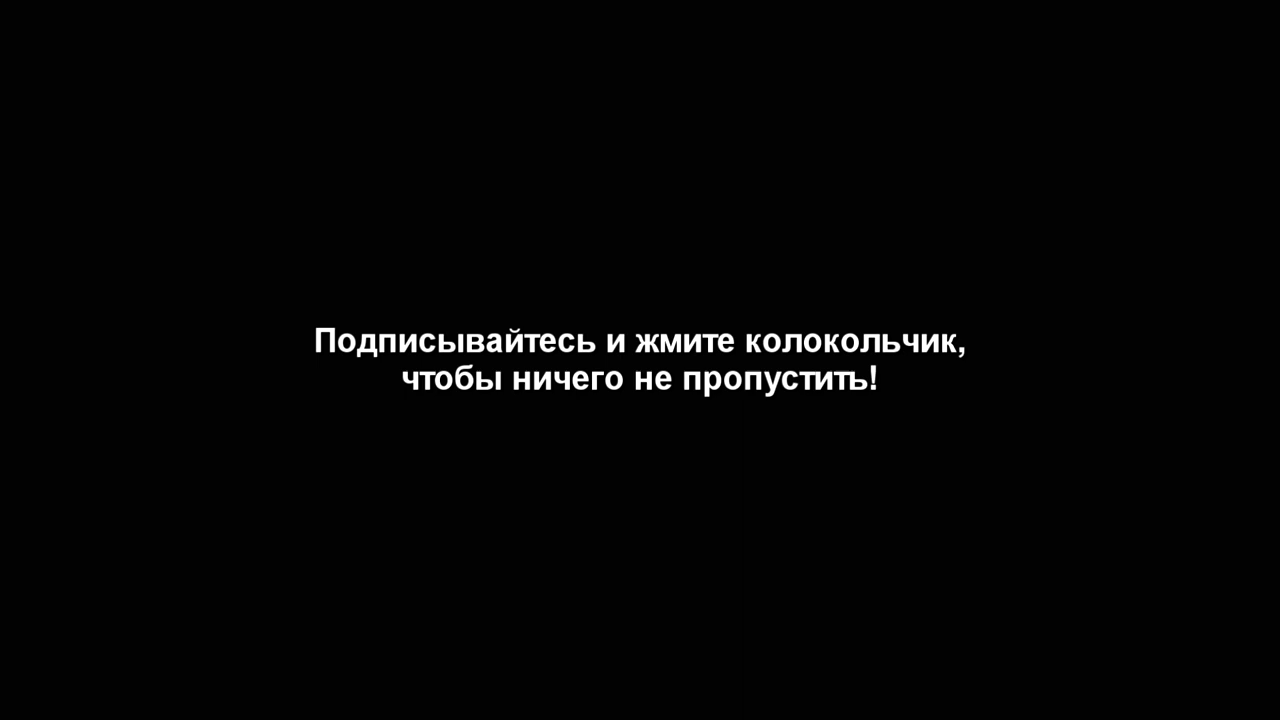 Подписывайтесь и жмите колокольчик,
чтобы ничего не пропустить!